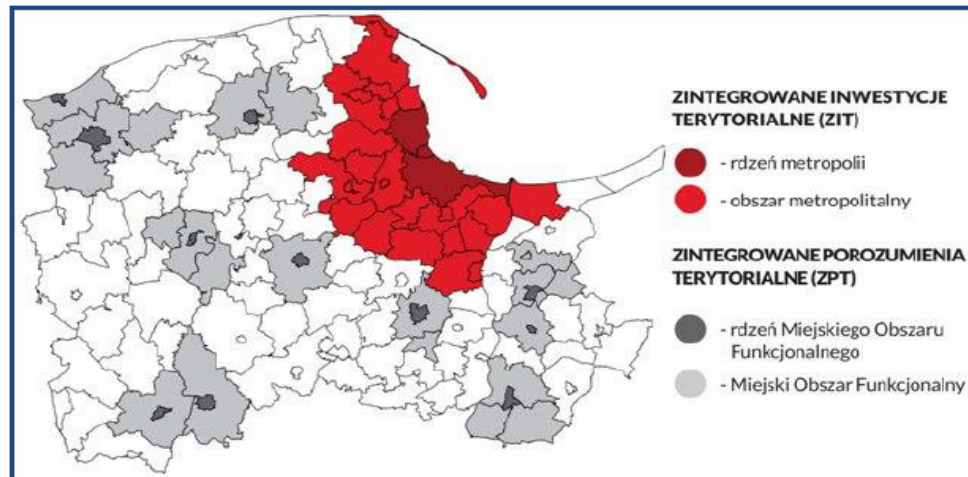 ZINTEGROWANE INWESTYCJE
TERYTORIALNE (ZIT)
- rdzeń metropolii
- obszar metropolitalny
ZINTEGROWANE POROZUMIENIA
TERYTORIALNE (ZPT)
- rdzeń Miejskiego Obszaru
Funkcjonalnego
- Miejski Obszar Funkcjonalny